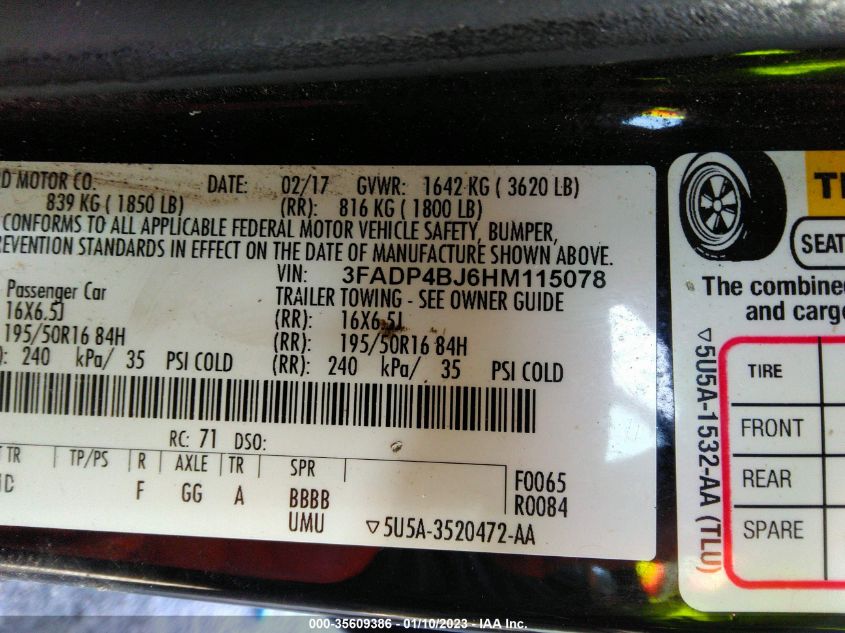 MOTOR CO. DATE: 02/17 GVWR: 1642 KG ( 3620 LB)
839 KG ( 1850 LB) (RR): 816 KG ( 1800 LB)
CONFORMS TO ALL APPLICABLE FEDERAL MOTOR VEHICLE SAFETY, BUMPER,
STANDARDS IN EFFECT ON THE DATE OF MANUFACTURE SHOWN ABOVE.
VIN: 3FADP4BJ6HM115078
Passenger Car TRAILER TOWING - SEE OWNER GUIDE
16X6.5J (RR): 16X6.5J
195/50R16 84H (RR): 195/50R16 84H
240 kPa/ 35 PSI COLD (RR): 240 kPa/ 35 PSI COLD
RC: 71 DSO:
TR TP/PS R AXLE TR SPR
F GG A BBBB F0065
UMU R0084
▽5U5A-3520472-AA
SEAT
The combined
and cargo
▽5U5A-1532-AA (TLU)
TIRE
FRONT
REAR
SPARE
000-35609386 - 01/10/2023 - IAA Inc.